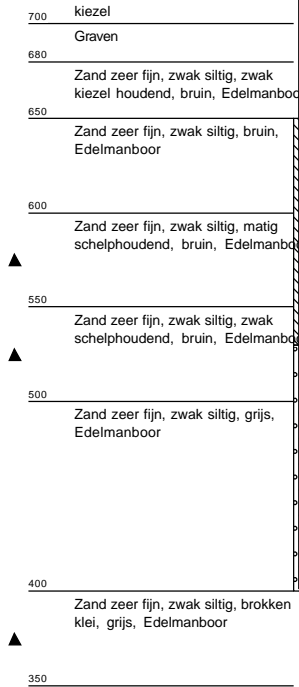 kiezel
700
Graven
680
Zand zeer fijn, zwak siltig, zwak
kiezel houdend, bruin, Edelmanboo
650
Zand zeer fijn, zwak siltig, bruin,
Edelmanboor
600
Zand zeer fijn, zwak siltig, matig
schelphoudend, bruin, Edelmanbo
550
Zand zeer fijn, zwak siltig, zwak
schelphoudend, bruin, Edelmanbo
500
Zand zeer fijn, zwak siltig, grijs,
Edelmanboor
400
Zand zeer fijn, zwak siltig, brokken
klei, grijs, Edelmanboor
350